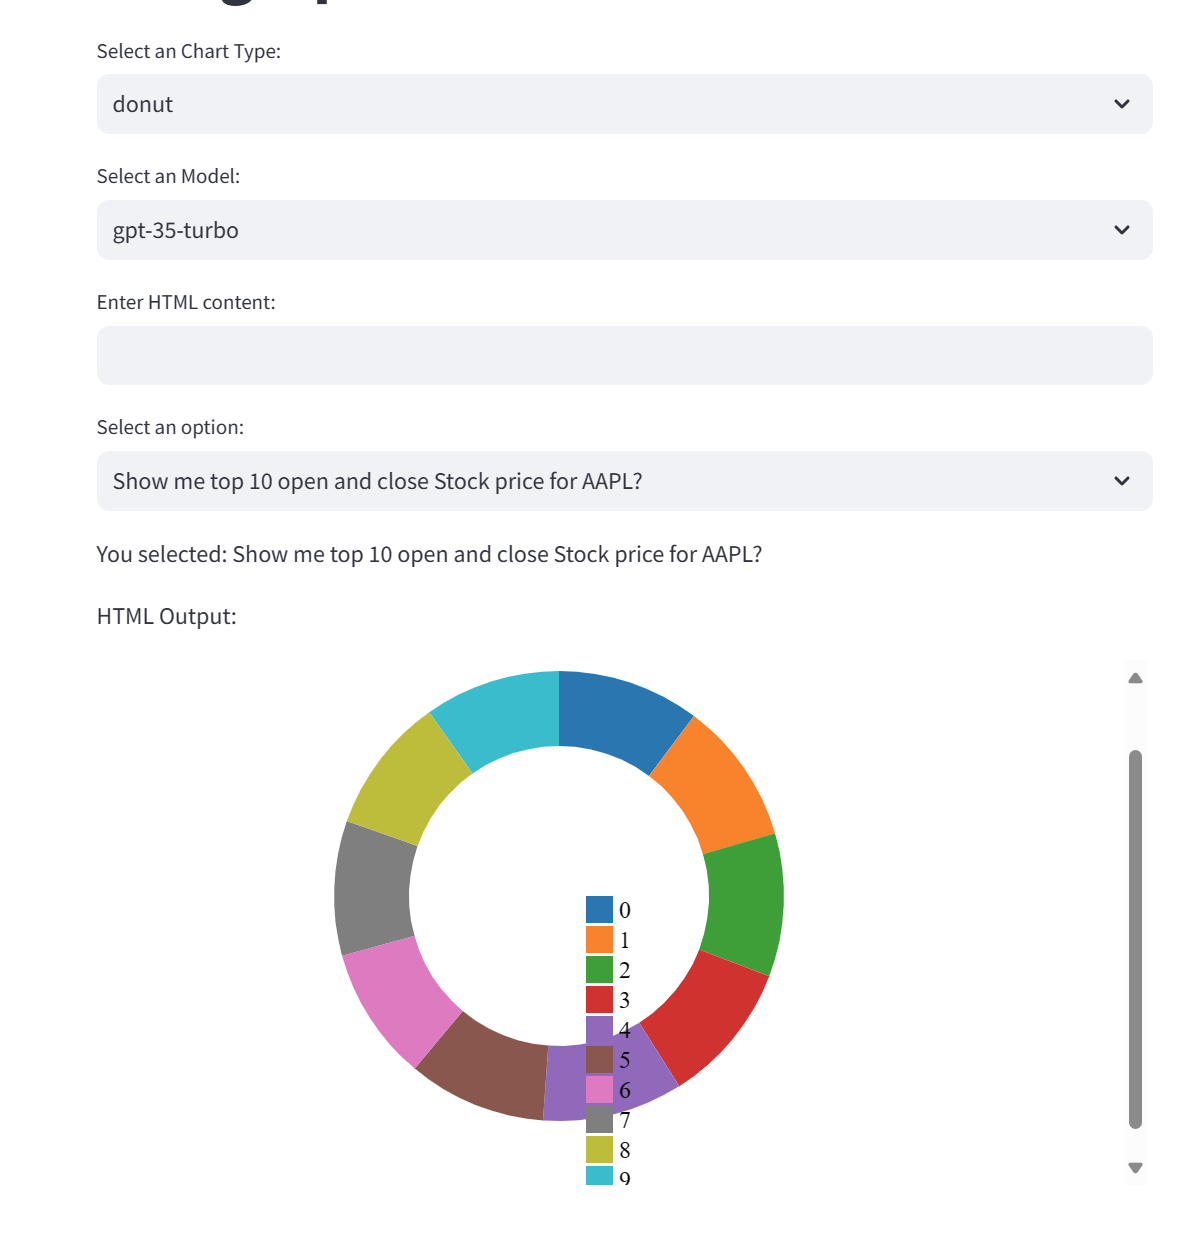 Select an Chart Type:
donut
Select an Model:
gpt-35-turbo
Enter HTML content:
Select an option:
Show me top 10 open and close Stock price for AAPL?
You selected: Show me top 10 open and close Stock price for AAPL?
HTML Output:
0
1
2
3
4
5
6
7
8
9